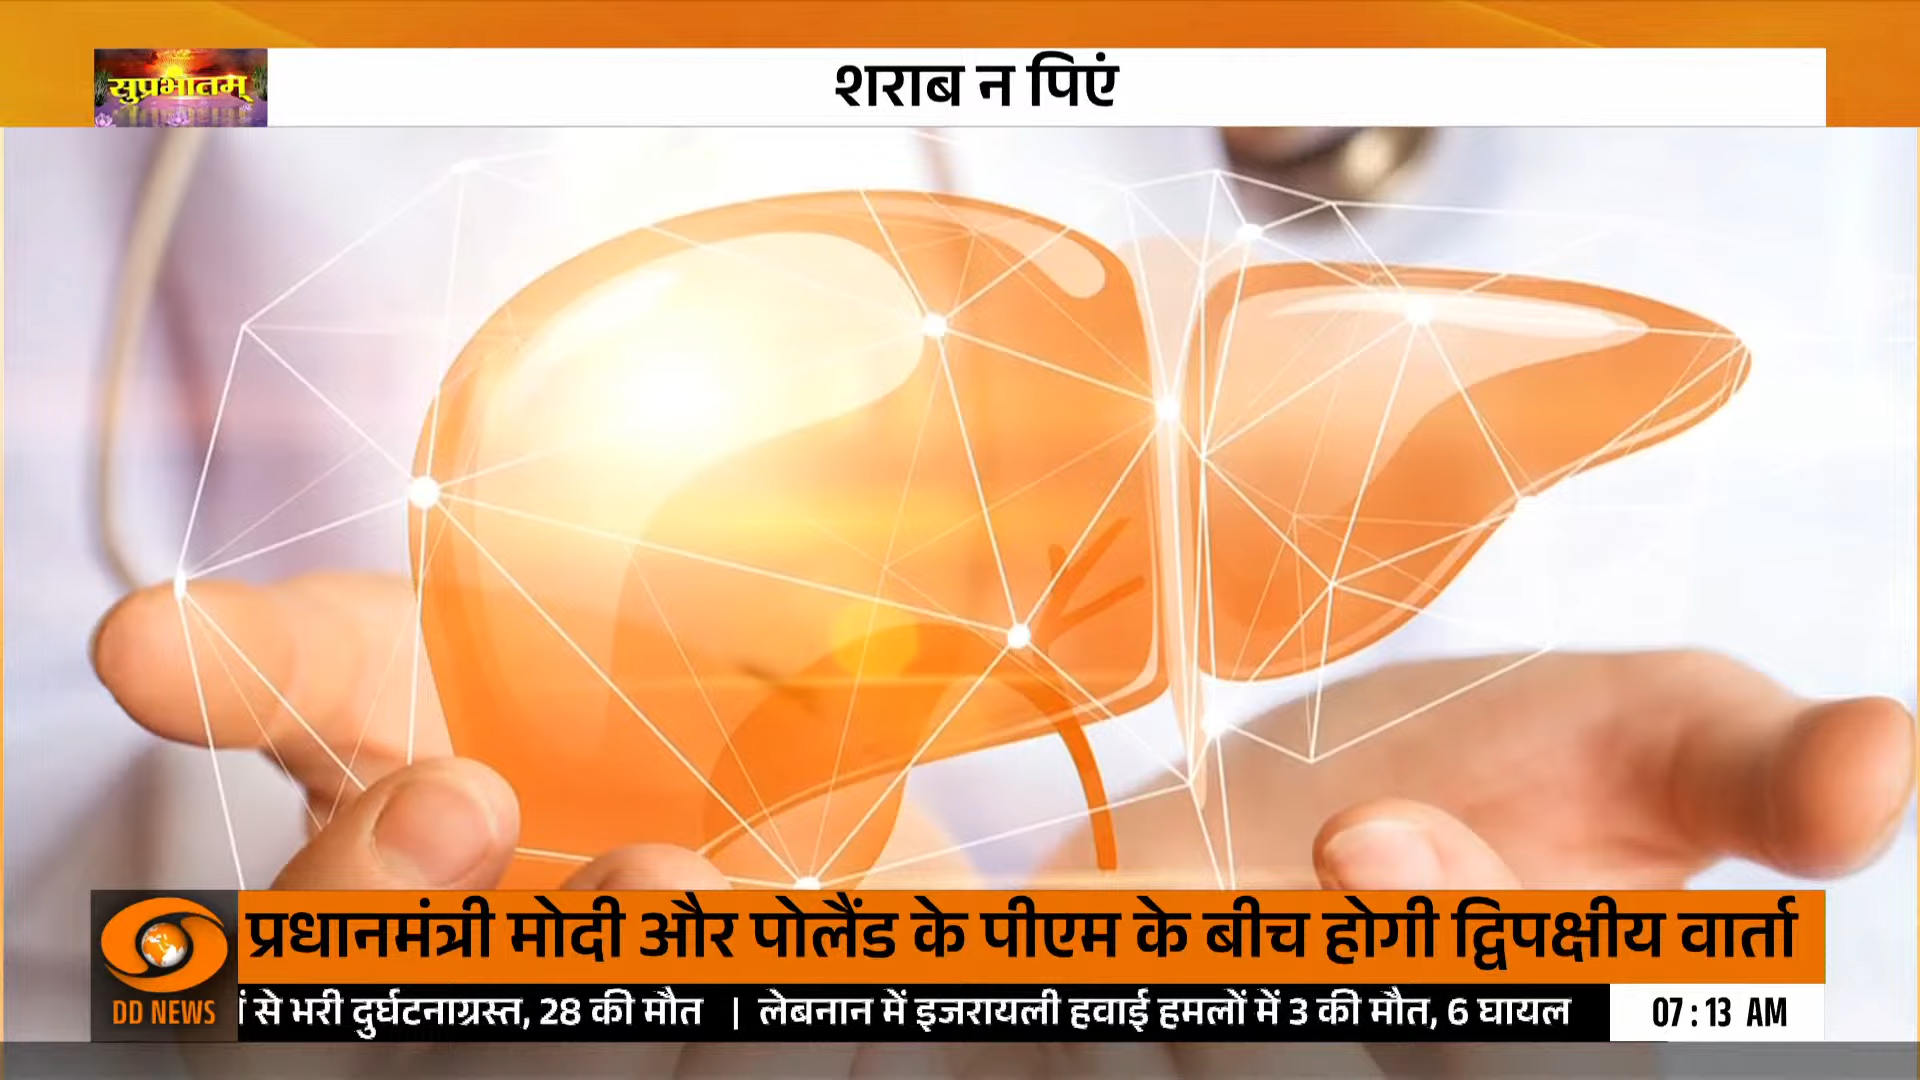 सुप्रभातम्
शराब न पिएं
प्रधानमंत्री मोदी और पोलैंड के पीएम के बीच होगी द्विपक्षीय वार्ता
DD NEWS
से भरी दुर्घटनाग्रस्त, 28 की मौत | लेबनान में इजरायली हवाई हमलों में 3 की मौत, 6 घायल
07:13 AM